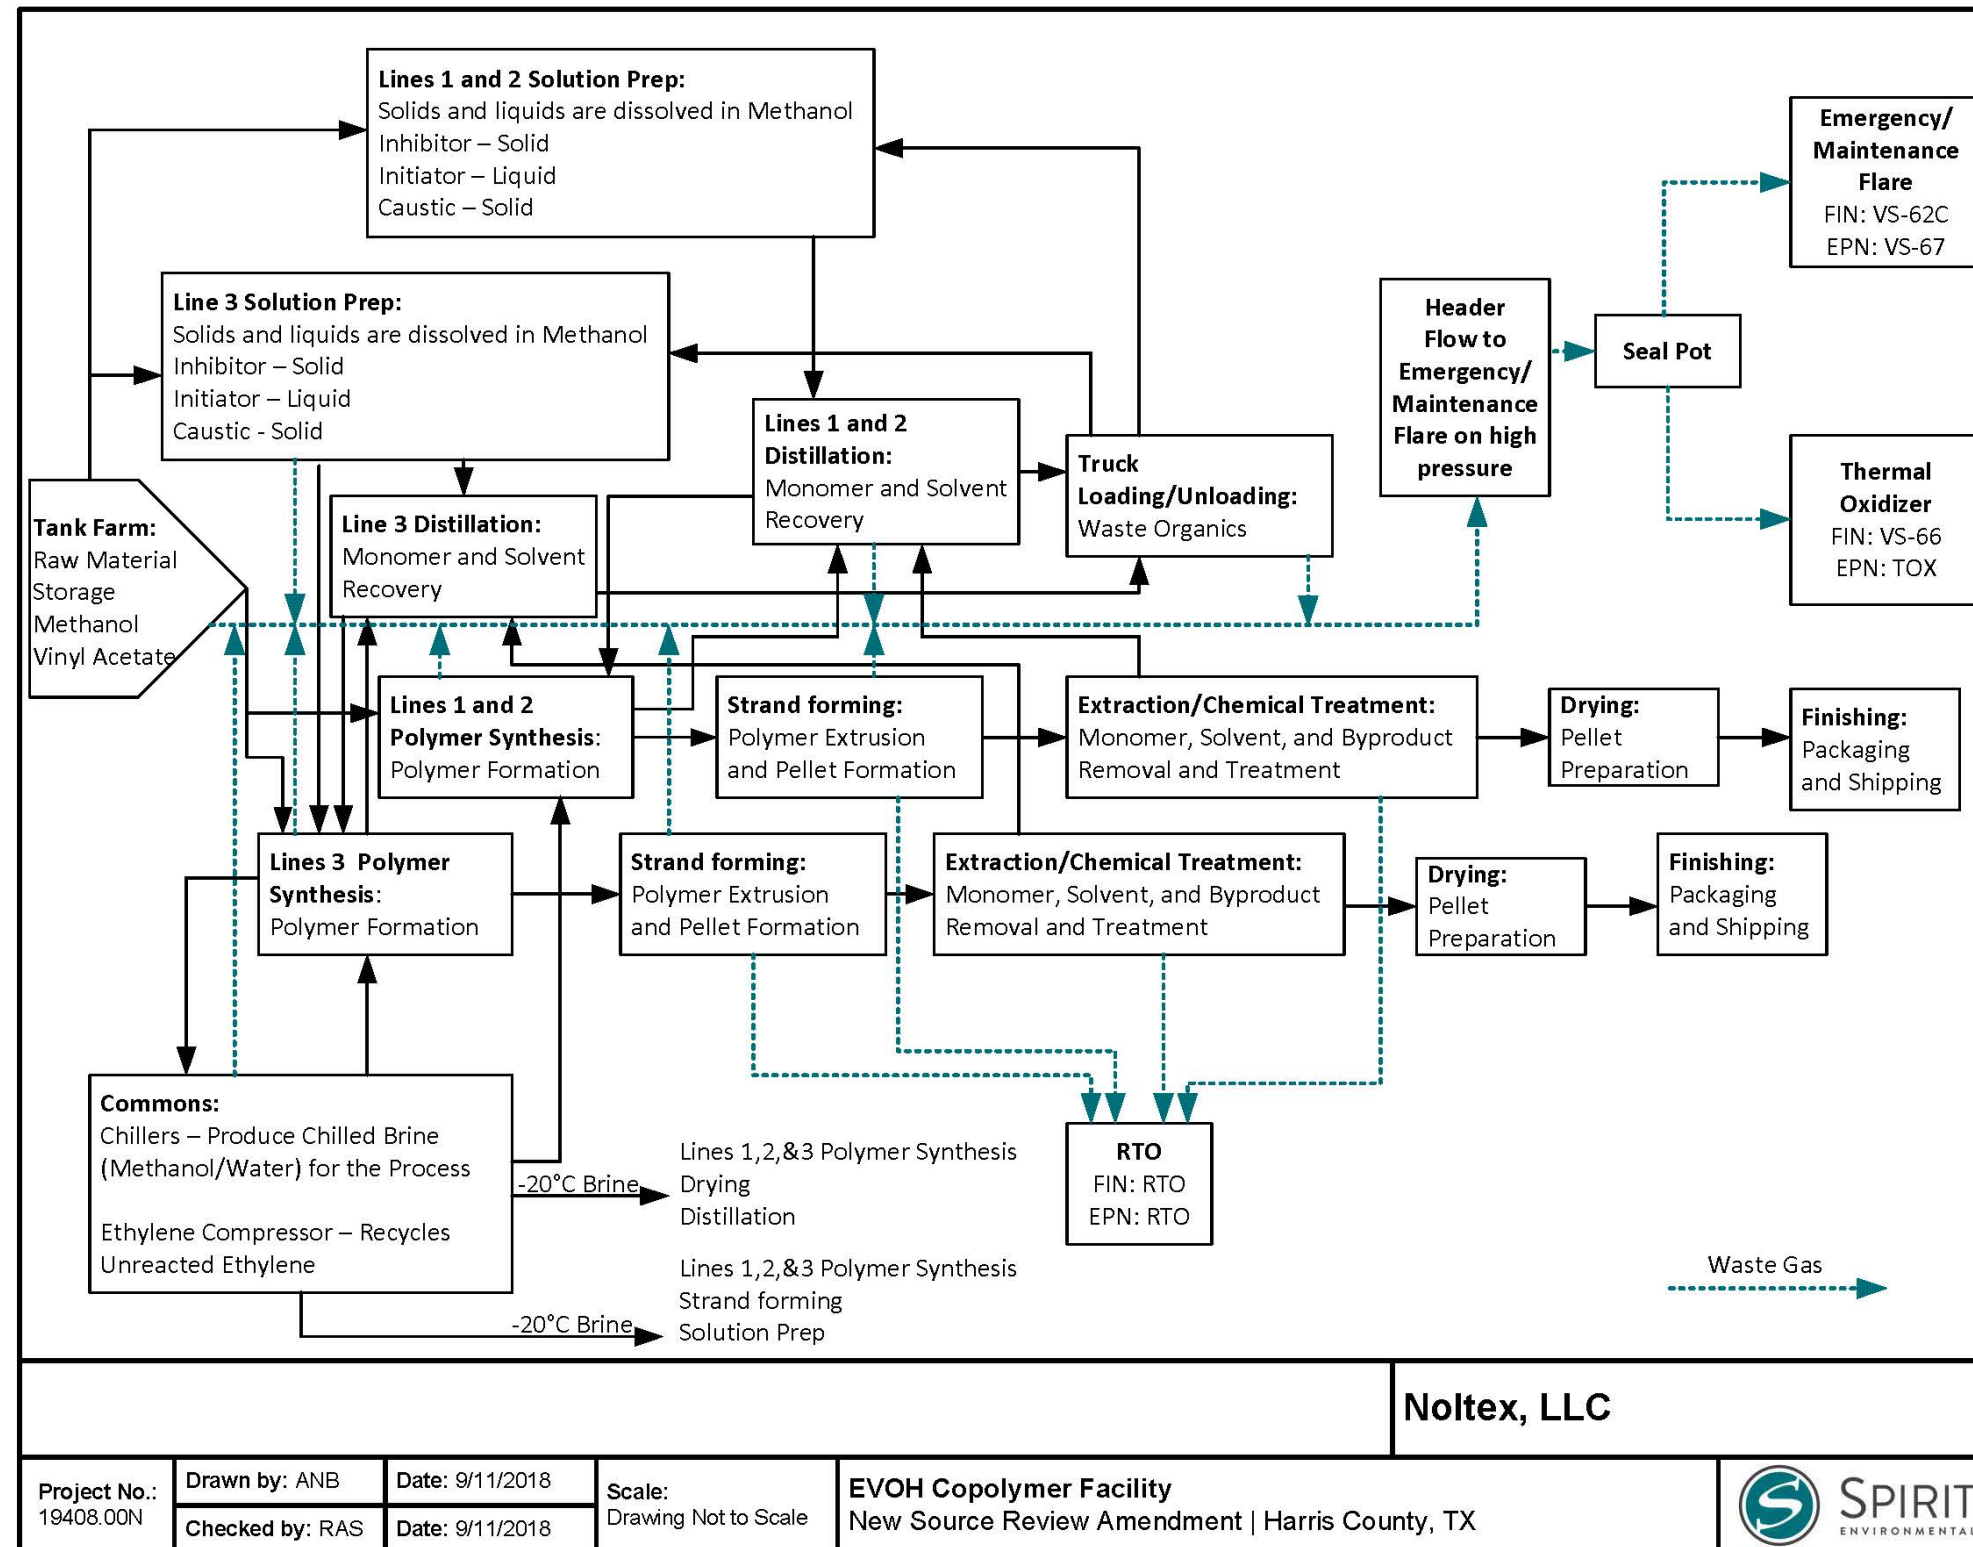 Lines 1 and 2 Solution Prep:
Solids and liquids are dissolved in Methanol
Inhibitor – Solid
Initiator – Liquid
Caustic – Solid
Emergency/
Maintenance
Flare
FIN: VS-62C
EPN: VS-67
Line 3 Solution Prep:
Solids and liquids are dissolved in Methanol
Inhibitor – Solid
Initiator – Liquid
Caustic - Solid
Header
Flow to
Emergency/
Maintenance
Flare on high
pressure
Seal Pot
Lines 1 and 2
Distillation:
Monomer and Solvent
Recovery
Truck
Loading/Unloading:
Waste Organics
Thermal
Oxidizer
FIN: VS-66
EPN: TOX
Tank Farm:
Raw Material
Storage
Methanol
Vinyl Acetate
Line 3 Distillation:
Monomer and Solvent
Recovery
Lines 1 and 2
Polymer Synthesis:
Polymer Formation
Strand forming:
Polymer Extrusion
and Pellet Formation
Extraction/Chemical Treatment:
Monomer, Solvent, and Byproduct
Removal and Treatment
Drying:
Pellet
Preparation
Finishing:
Packaging
and Shipping
Lines 3 Polymer
Synthesis:
Polymer Formation
Strand forming:
Polymer Extrusion
and Pellet Formation
Extraction/Chemical Treatment:
Monomer, Solvent, and Byproduct
Removal and Treatment
Drying:
Pellet
Preparation
Finishing:
Packaging
and Shipping
Commons:
Chillers – Produce Chilled Brine
(Methanol/Water) for the Process
Ethylene Compressor – Recycles
Unreacted Ethylene
-20°C Brine
Lines 1,2,&3 Polymer Synthesis
Drying
Distillation
-20°C Brine
Lines 1,2,&3 Polymer Synthesis
Strand forming
Solution Prep
RTO
FIN: RTO
EPN: RTO
Waste Gas
Noltex, LLC
Project No.:
19408.00N
Drawn by: ANB
Date: 9/11/2018
Checked by: RAS
Date: 9/11/2018
Scale:
Drawing Not to Scale
EVOH Copolymer Facility
New Source Review Amendment | Harris County, TX
SPIRIT
ENVIRONMENTAL